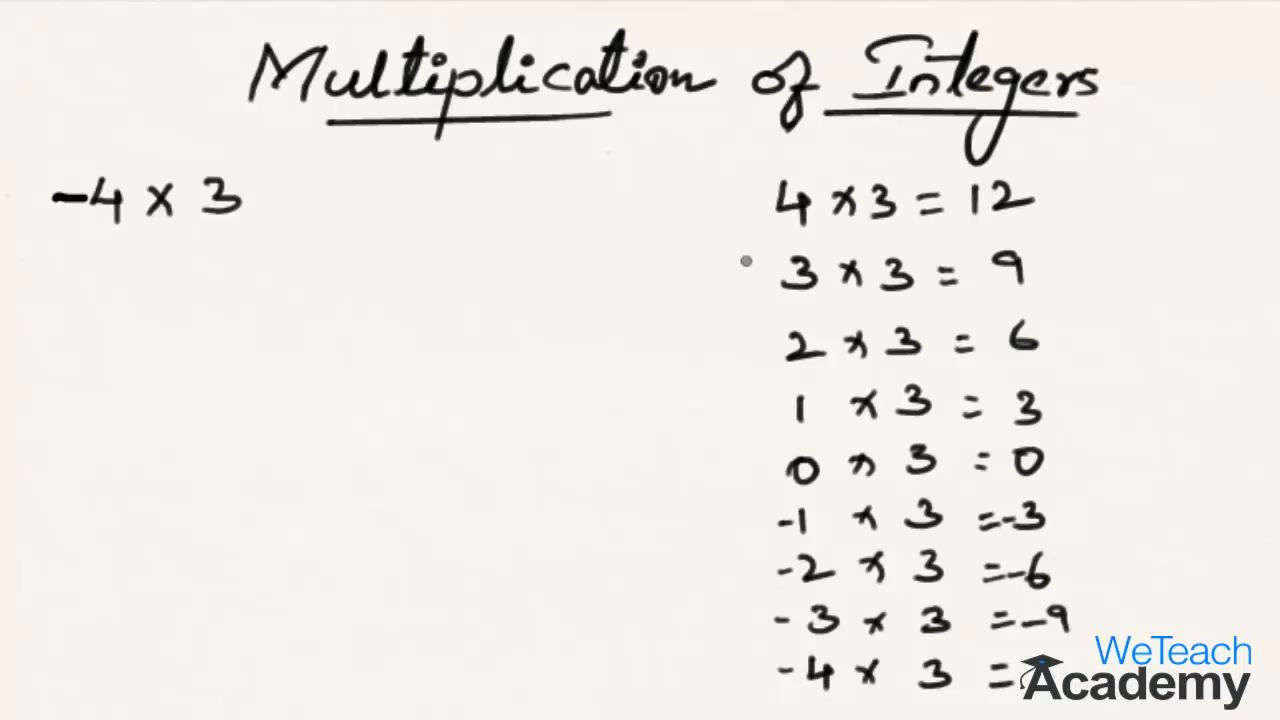 Multiplication of Integers
-4 × 3
4 × 3 = 12
3 × 3 = 9
2 × 3 = 6
1 × 3 = 3
0 × 3 = 0
-1 × 3 = -3
-2 × 3 = -6
-3 × 3 = -9
-4 × 3 =
WeTeach
Academy